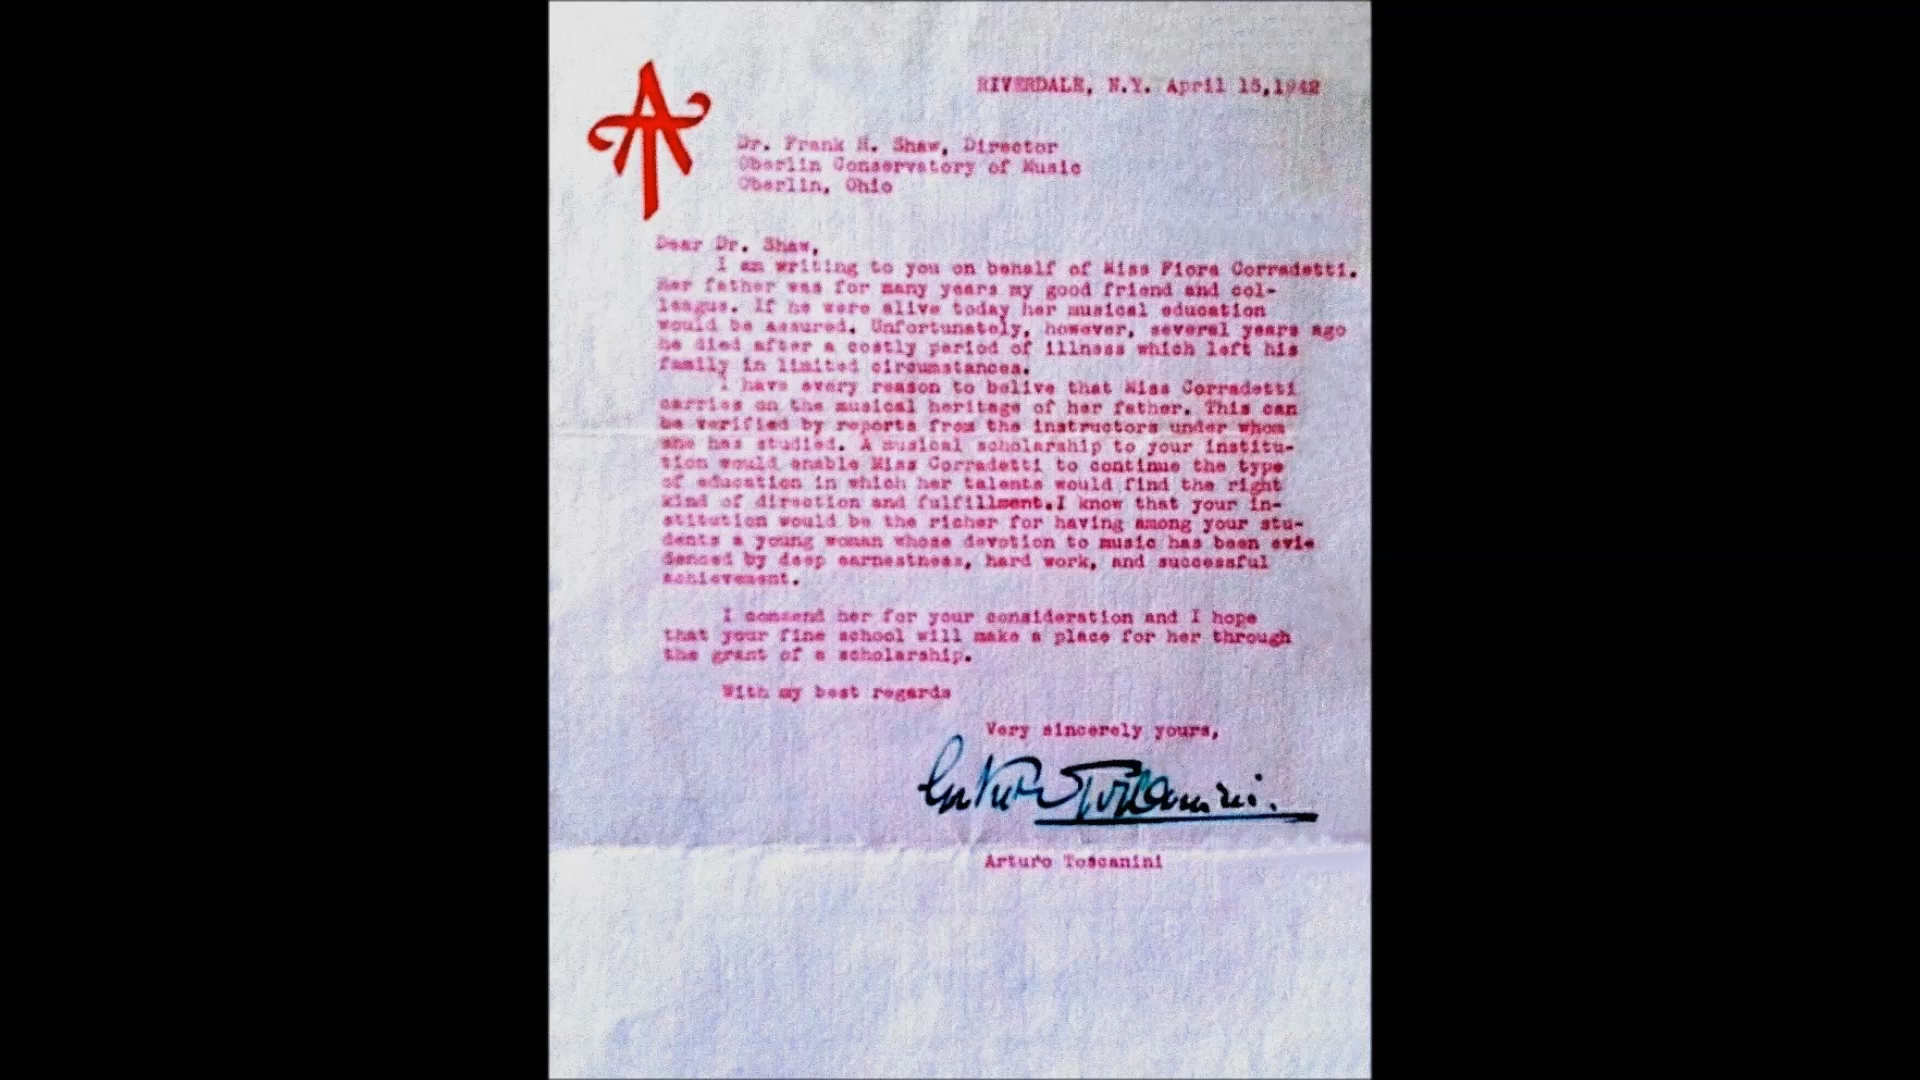 RIVERDALE, N.Y. April 15,1942
Dr. Frank H. Shaw, Director
Oberlin Conservatory of Music
Oberlin, Ohio
Dear Dr. Shaw,
I am writing to you on behalf of Miss Fiora Corradetti.
Her father was for many years my good friend and col-
league. If he were alive today her musical education
would be assured. Unfortunately, however, several years ago
he died after a costly period of illness which left his
family in limited circumstances.
I have every reason to belive that Miss Corradetti
carries on the musical heritage of her father. This can
be verified by reports from the instructors under whom
she has studied. A musical scholarship to your institu-
tion would enable Miss Corradetti to continue the type
of education in which her talents would find the right
kind of direction and fulfillment.I know that your in-
stitution would be the richer for having among your stu-
dents a young woman whose devotion to music has been evi-
denced by deep earnestness, hard work, and successful
achievement.
I comend her for your consideration and I hope
that your fine school will make a place for her through
the grant of a scholarship.
With my best regards
Very sincerely yours,
Arturo Toscanini.
Arturo Toscanini